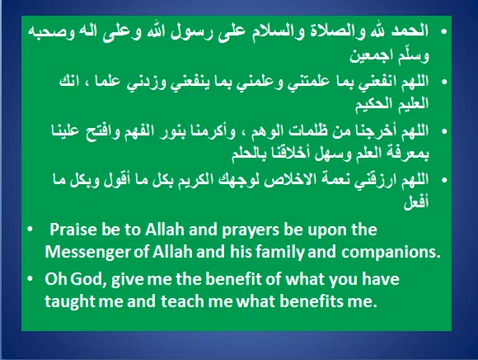 • الحمد لله والصلاة والسلام على رسول الله وعلى اله وصحبه
وسلّم اجمعين
• اللهم انفعني بما علمتني وعلمني بما ينفعني وزدني علما ، انك
العليم الحكيم
• اللهم أخرجنا من ظلمات الوهم ، وأكرمنا بنور الفهم وافتح علينا
بمعرفة العلم وسهل أخلاقنا بالحلم
• اللهم ارزقني نعمة الاخلاص لوجهك الكريم بكل ما أقول وبكل ما
أفعل
• Praise be to Allah and prayers be upon the
Messenger of Allah and his family and companions.
• Oh God, give me the benefit of what you have
taught me and teach me what benefits me.